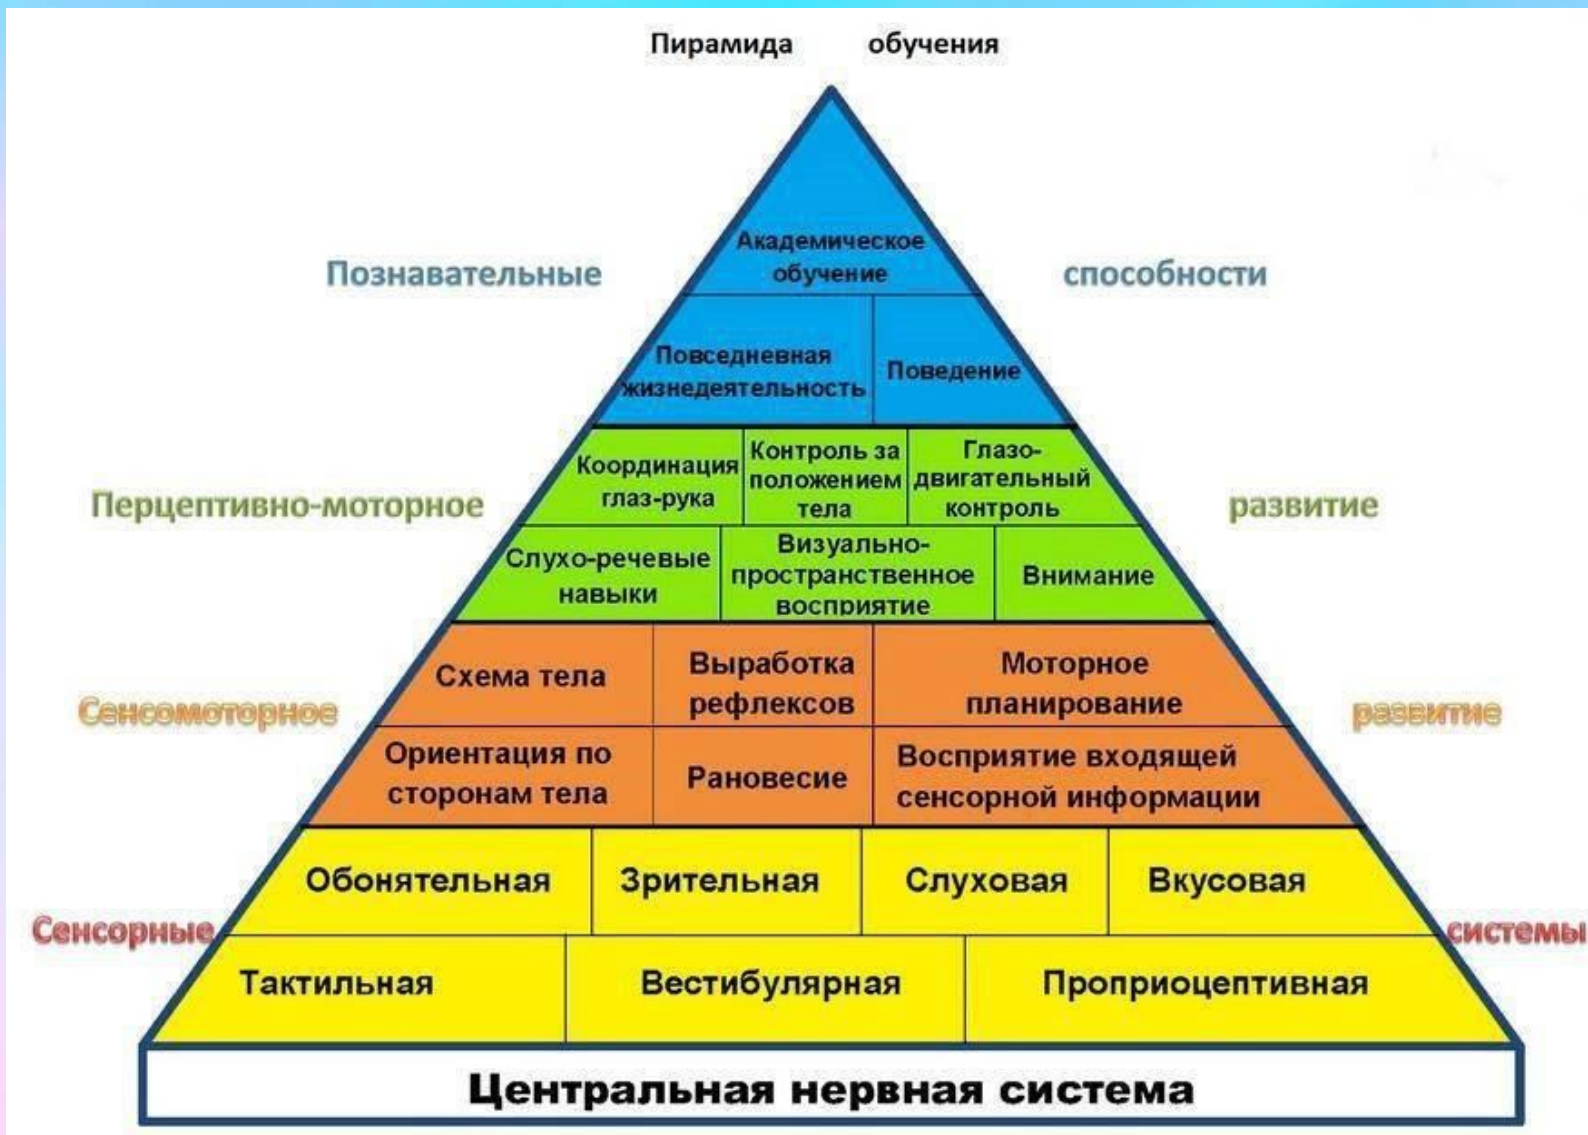 Пирамида обучения
Академическое
обучение
Познавательные способности
Повседневная
жизнедеятельность
Поведение
Координация
глаз-рука
Контроль за
положением
тела
Глазо-
двигательный
контроль
Перцептивно-моторное развитие
Слухо-речевые
навыки
Визуально-
пространственное
восприятие
Внимание
Схема тела
Выработка
рефлексов
Моторное
планирование
Сенсомоторное развитие
Ориентация по
сторонам тела
Рановесие
Восприятие входящей
сенсорной информации
Обонятельная
Зрительная
Слуховая
Вкусовая
Сенсорные системы
Тактильная
Вестибулярная
Проприоцептивная
Центральная нервная система